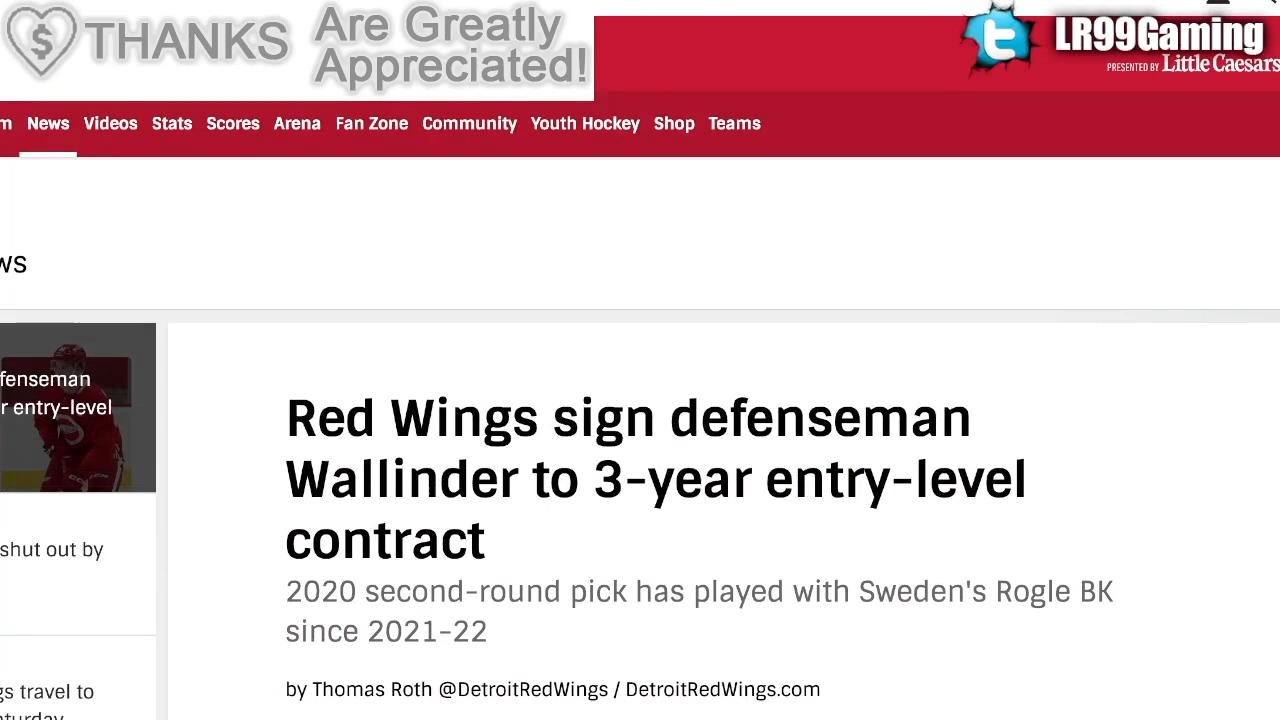 THANKS
Are Greatly
Appreciated!
LR99Gaming
PRESENTED BY Little Caesars
m News Videos Stats Scores Arena Fan Zone Community Youth Hockey Shop Teams
ws
fenseman
r entry-level
shut out by
gs travel to
aturday
Red Wings sign defenseman
Wallinder to 3-year entry-level
contract
2020 second-round pick has played with Sweden's Rogle BK
since 2021-22
by Thomas Roth @DetroitRedWings / DetroitRedWings.com